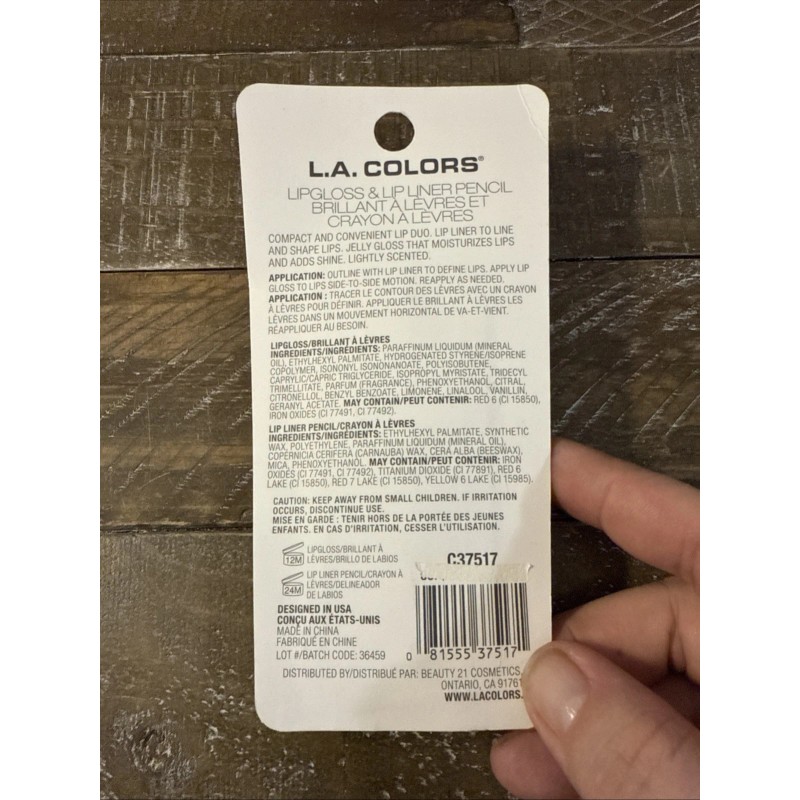 L.A. COLORS®
LIPGLOSS & LIP LINER PENCIL
BRILLANT À LÈVRES ET
CRAYON À LÈVRES
COMPACT AND CONVENIENT LIP DUO. LIP LINER TO LINE
AND SHAPE LIPS. JELLY GLOSS THAT MOISTURIZES LIPS
AND ADDS SHINE. LIGHTLY SCENTED.
APPLICATION: OUTLINE WITH LIP LINER TO DEFINE LIPS. APPLY LIP
GLOSS TO LIPS SIDE-TO-SIDE MOTION. REAPPLY AS NEEDED.
APPLICATION : TRACER LE CONTOUR DES LÈVRES AVEC UN CRAYON
À LÈVRES POUR DÉFINIR. APPLIQUER LE BRILLANT À LÈVRES LES
LÈVRES DANS UN MOUVEMENT HORIZONTAL DE VA-ET-VIENT.
RÉAPPLIQUER AU BESOIN.
LIPGLOSS/BRILLANT À LÈVRES
INGREDIENTS/INGRÉDIENTS: PARAFFINUM LIQUIDUM (MINERAL
OIL), ETHYLHEXYL PALMITATE, HYDROGENATED STYRENE/ISOPRENE
COPOLYMER, ISONONYL ISONONANOATE, POLYISOBUTENE,
CAPRYLIC/CAPRIC TRIGLYCERIDE, ISOPROPYL MYRISTATE, TRIDECYL
TRIMELLITATE, PARFUM (FRAGRANCE), PHENOXYETHANOL, CITRAL,
CITRONELLOL, BENZYL BENZOATE, LIMONENE, LINALOOL, VANILLIN,
GERANYL ACETATE. MAY CONTAIN/PEUT CONTENIR: RED 6 (CI 15850),
IRON OXIDES (CI 77491, CI 77492).
LIP LINER PENCIL/CRAYON À LÈVRES
INGREDIENTS/INGRÉDIENTS: ETHYLHEXYL PALMITATE, SYNTHETIC
WAX, POLYETHYLENE, PARAFFINUM LIQUIDUM (MINERAL OIL),
COPERNICIA CERIFERA (CARNAUBA) WAX, CERA ALBA (BEESWAX),
MICA, PHENOXYETHANOL. MAY CONTAIN/PEUT CONTENIR: IRON
OXIDES (CI 77491, CI 77492), TITANIUM DIOXIDE (CI 77891), RED 6
LAKE (CI 15850), RED 7 LAKE (CI 15850), YELLOW 6 LAKE (CI 15985).
CAUTION: KEEP AWAY FROM SMALL CHILDREN. IF IRRITATION
OCCURS, DISCONTINUE USE.
MISE EN GARDE : TENIR HORS DE LA PORTÉE DES JEUNES
ENFANTS. EN CAS D'IRRITATION, CESSER L'UTILISATION.
12M
LIPGLOSS/BRILLANT À
LÈVRES/BRILLO DE LABIOS
24M
LIP LINER PENCIL/CRAYON À
LÈVRES/DELINEADOR
DE LABIOS
C37517
DESIGNED IN USA
CONÇU AUX ÉTATS-UNIS
MADE IN CHINA
FABRIQUÉ EN CHINE
LOT #/BATCH CODE: 36459
0 81555 37517
DISTRIBUTED BY/DISTRIBUÉ PAR: BEAUTY 21 COSMETICS,
ONTARIO, CA 9176
WWW.LACOLORS.